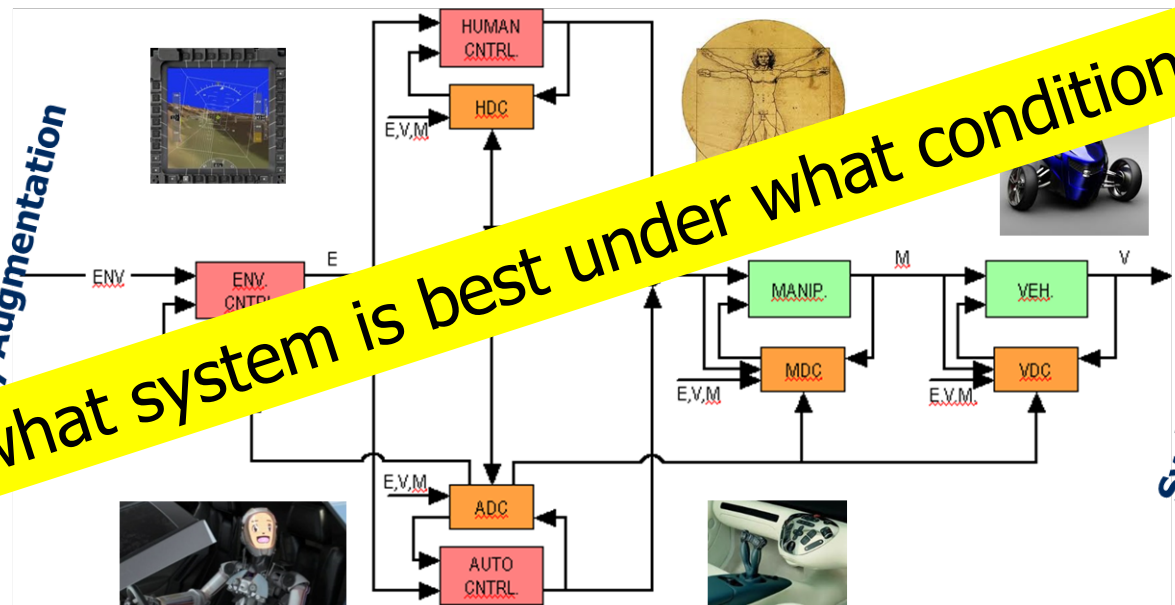 HUMAN
CNTRL.
HDC
E,V,M
what system is best under what condition
Augmentation
ENV
ENV.
CNTRL
E
MANIP.
M
VEH.
V
MDC
E,V,M
VDC
E.V.M.
E,V,M
ADC
AUTO
CNTRL.